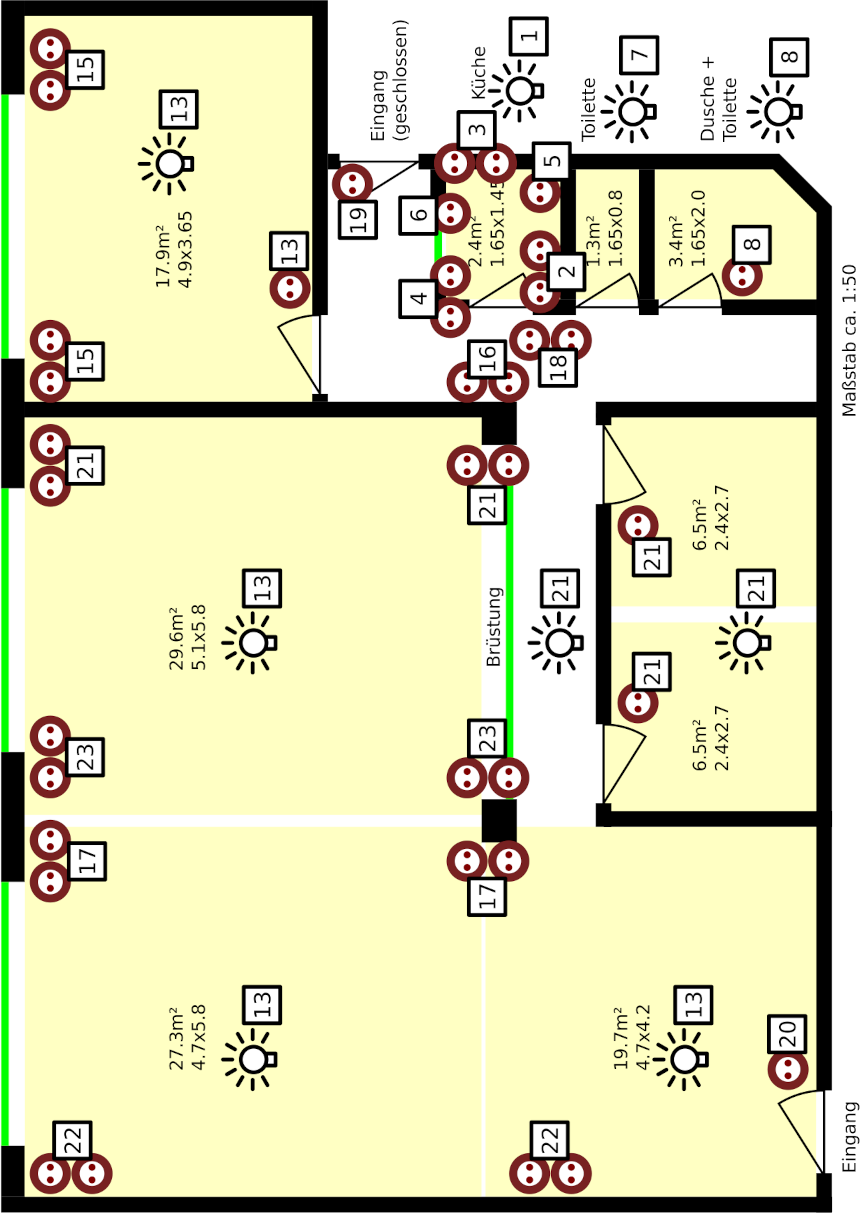 22
17
23
21
15
15
27.3m²
4.7x5.8
29.6m²
5.1x5.8
17.9m²
4.9x3.65
13
13
13
13
19
Eingang
(geschlossen)
4
6
17
23
Brüstung
21
16
2.4m²
1.65x1.45
3
Küche
1
22
21
18
2
5
1.3m²
1.65x0.8
Toilette
7
19.7m²
4.7x4.2
13
21
21
6.5m²
2.4x2.7
6.5m²
2.4x2.7
3.4m²
1.65x2.0
Dusche +
Toilette
8
21
8
20
Eingang
Maßstab ca. 1:50